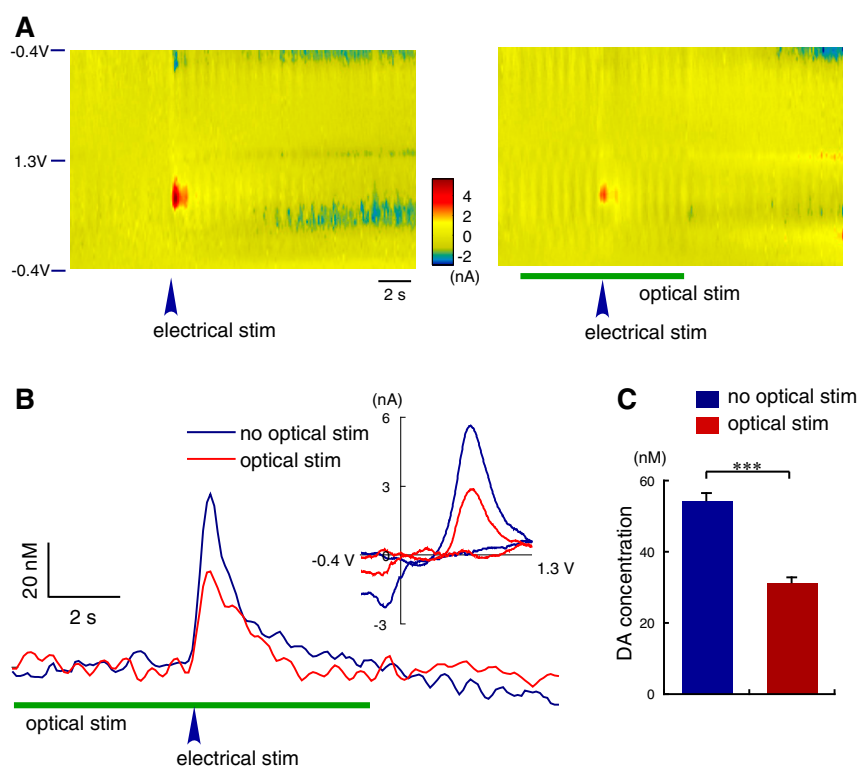 A
-0.4V
1.3V
-0.4V
electrical stim
2 s
4
2
0
-2
(nA)
optical stim
electrical stim
B
no optical stim
optical stim
20 nM
2 s
(nA)
6
3
0
-3
-0.4 V
1.3 V
optical stim
electrical stim
C
no optical stim
optical stim
(nM)
***
60
40
20
0
DA concentration